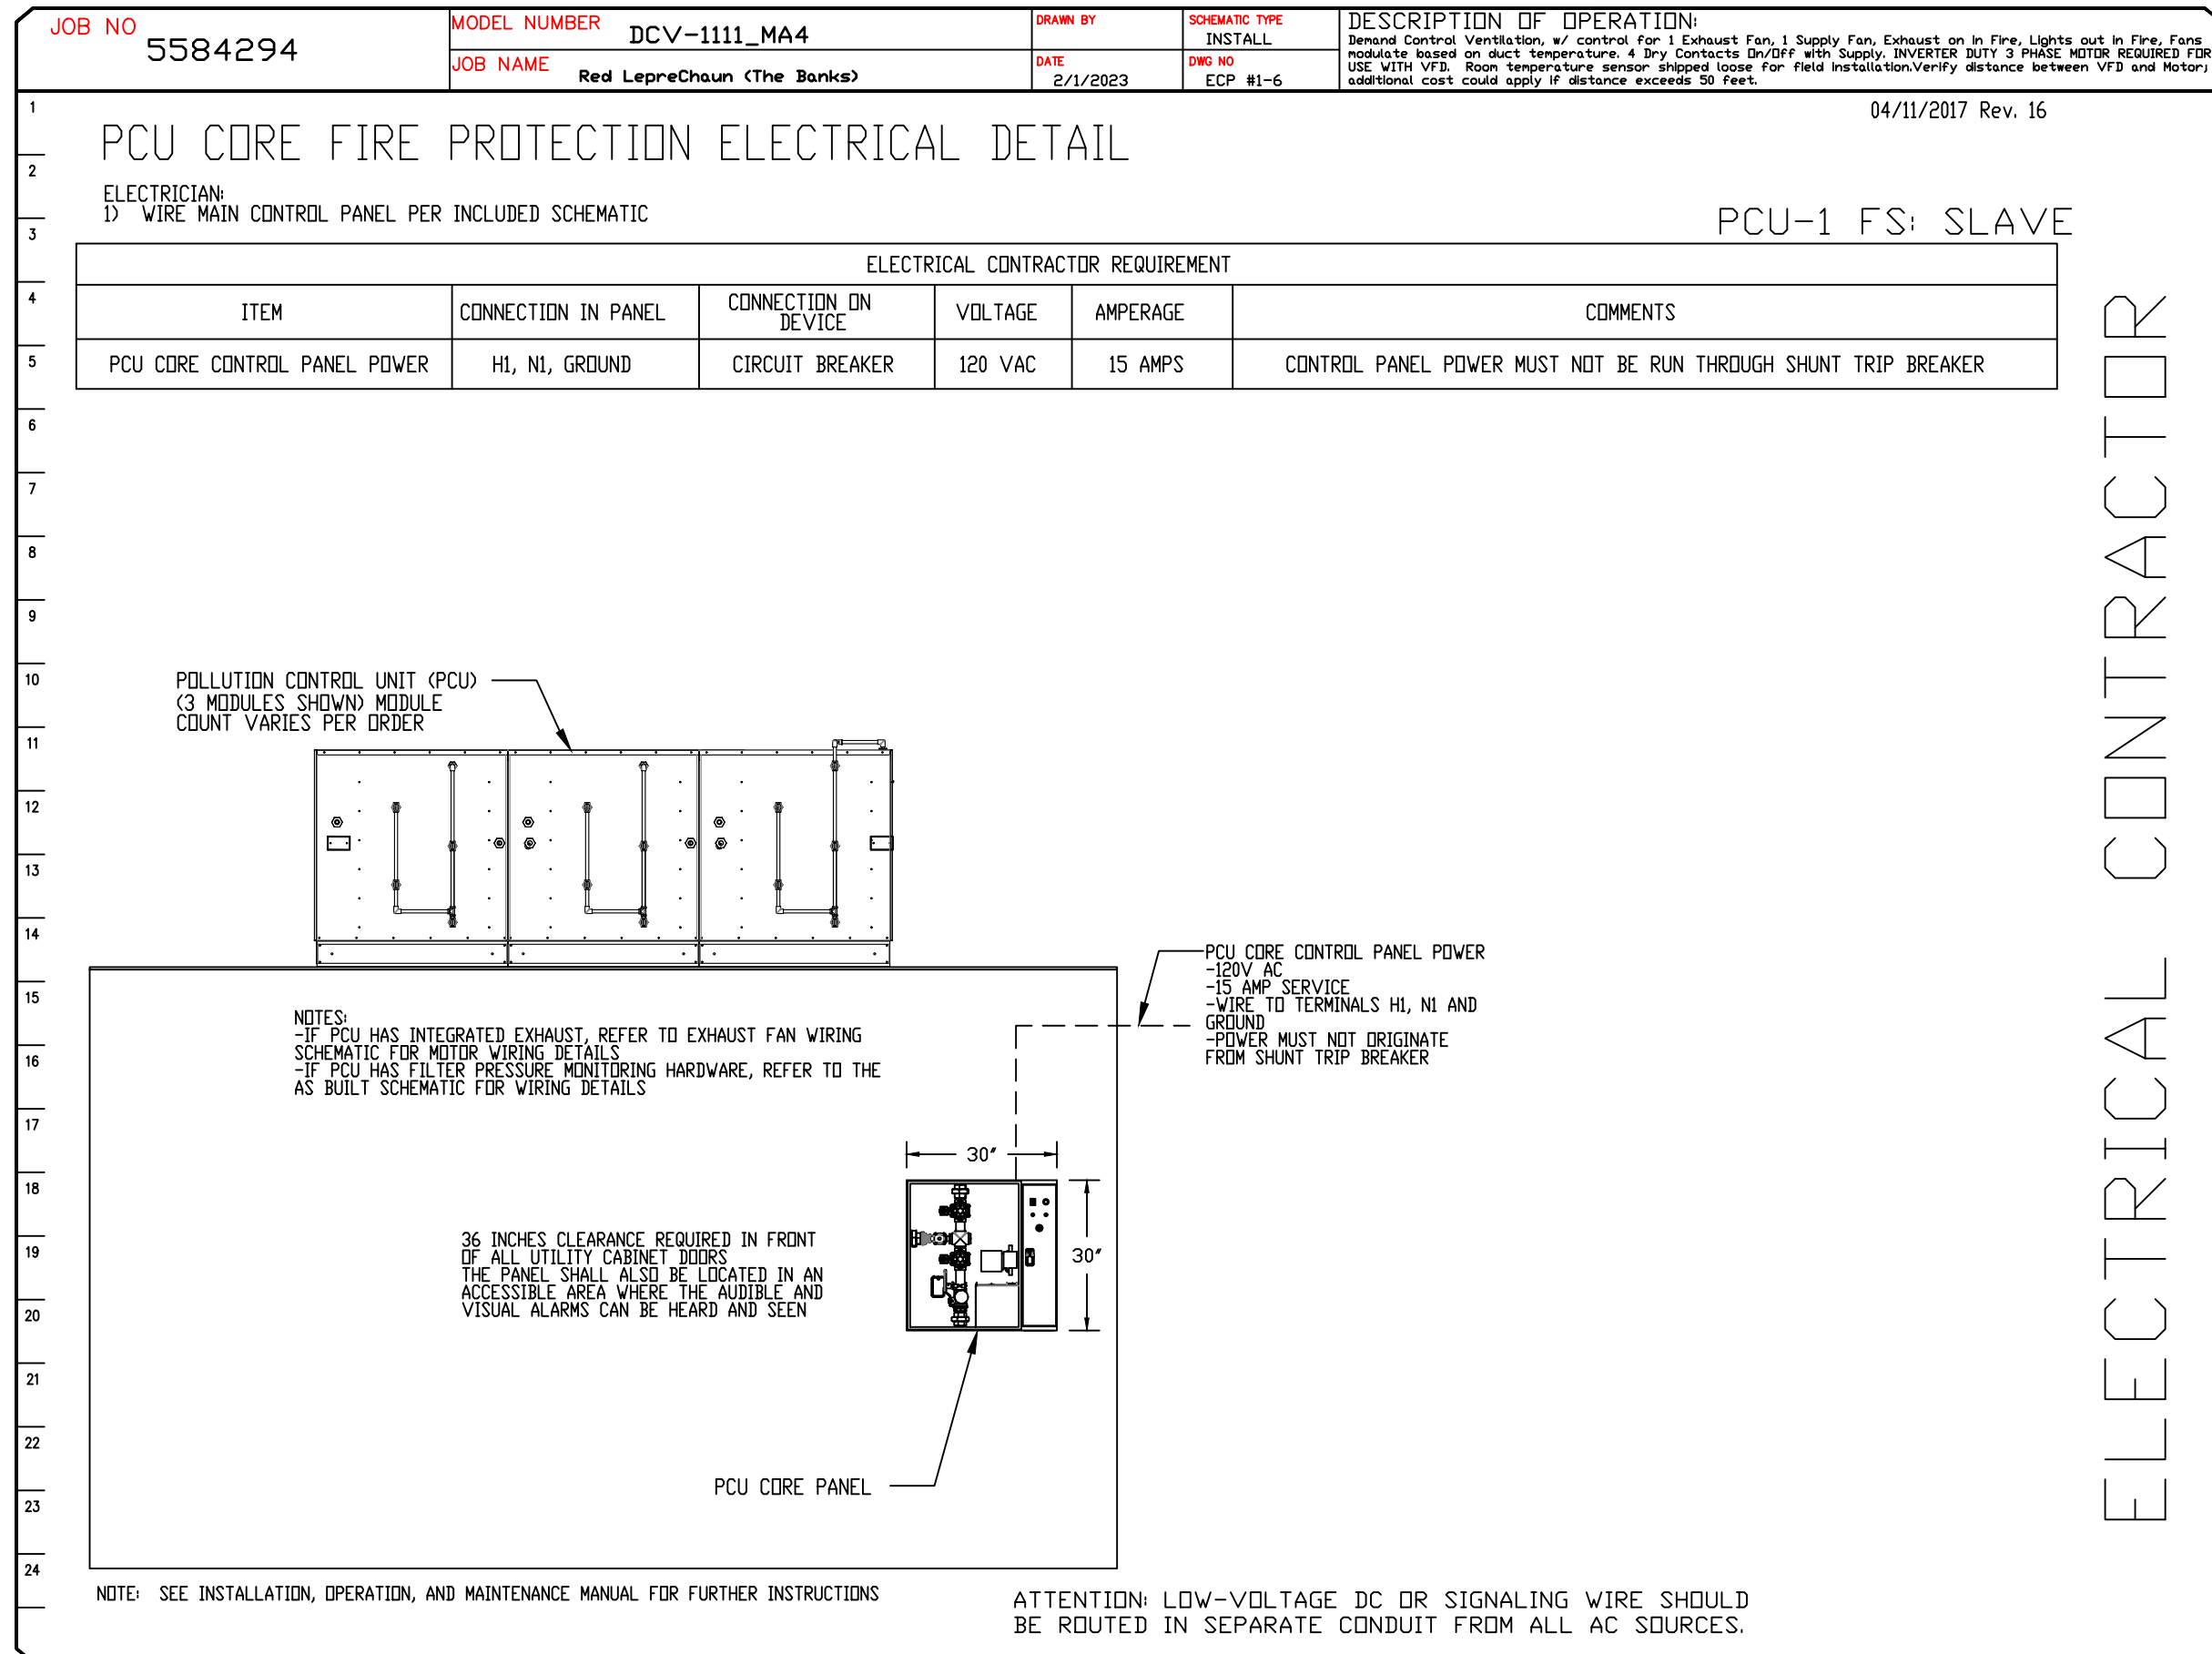 JOB NO
5584294
MODEL NUMBER
DCV-1111_MA4
JOB NAME
Red LepreChaun (The Banks)
DRAWN BY
DATE
2/1/2023
SCHEMATIC TYPE
INSTALL
DWG NO
ECP #1-6
DESCRIPTION OF OPERATION:
Demand Control Ventilation, w/ control for 1 Exhaust Fan, 1 Supply Fan, Exhaust on in Fire, Lights out in Fire, Fans
modulate based on duct temperature. 4 Dry Contacts On/Off with Supply. INVERTER DUTY 3 PHASE MOTOR REQUIRED FOR
USE WITH VFD. Room temperature sensor shipped loose for field installation.Verify distance between VFD and Motor;
additional cost could apply if distance exceeds 50 feet.
04/11/2017 Rev. 16
PCU CORE FIRE PROTECTION ELECTRICAL DETAIL
ELECTRICIAN:
1) WIRE MAIN CONTROL PANEL PER INCLUDED SCHEMATIC
PCU-1 FS: SLAVE
ELECTRICAL CONTRACTOR REQUIREMENT
ITEM
CONNECTION IN PANEL
CONNECTION ON
DEVICE
VOLTAGE
AMPERAGE
COMMENTS
PCU CORE CONTROL PANEL POWER
H1, N1, GROUND
CIRCUIT BREAKER
120 VAC
15 AMPS
CONTROL PANEL POWER MUST NOT BE RUN THROUGH SHUNT TRIP BREAKER
1
2
3
4
5
6
7
8
9
10
11
12
13
14
15
16
17
18
19
20
21
22
23
24
POLLUTION CONTROL UNIT (PCU)
(3 MODULES SHOWN) MODULE
COUNT VARIES PER ORDER
PCU CORE CONTROL PANEL POWER
-120V AC
-15 AMP SERVICE
-WIRE TO TERMINALS H1, N1 AND
GROUND
-POWER MUST NOT ORIGINATE
FROM SHUNT TRIP BREAKER
NOTES:
-IF PCU HAS INTEGRATED EXHAUST, REFER TO EXHAUST FAN WIRING
SCHEMATIC FOR MOTOR WIRING DETAILS
-IF PCU HAS FILTER PRESSURE MONITORING HARDWARE, REFER TO THE
AS BUILT SCHEMATIC FOR WIRING DETAILS
30"
30"
36 INCHES CLEARANCE REQUIRED IN FRONT
OF ALL UTILITY CABINET DOORS
THE PANEL SHALL ALSO BE LOCATED IN AN
ACCESSIBLE AREA WHERE THE AUDIBLE AND
VISUAL ALARMS CAN BE HEARD AND SEEN
PCU CORE PANEL
NOTE: SEE INSTALLATION, OPERATION, AND MAINTENANCE MANUAL FOR FURTHER INSTRUCTIONS
ATTENTION: LOW-VOLTAGE DC OR SIGNALING WIRE SHOULD
BE ROUTED IN SEPARATE CONDUIT FROM ALL AC SOURCES.
ELECTRICAL CONTRACTOR